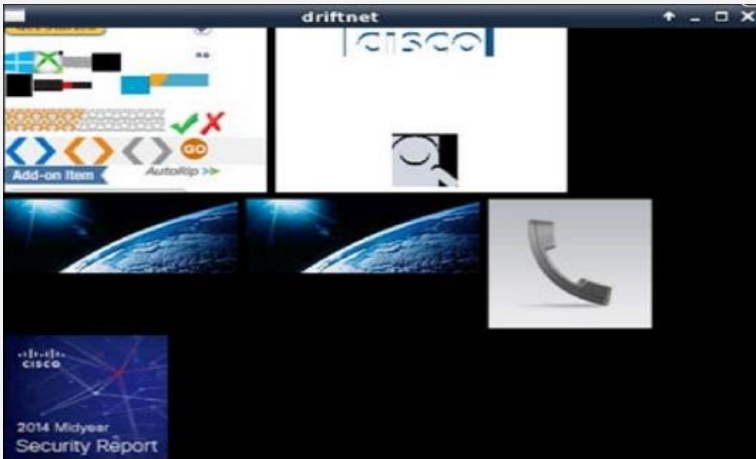 driftnet
CISCO
GO
Add-on Item
AutoRip
CISCO
2014 Midyear
Security Report